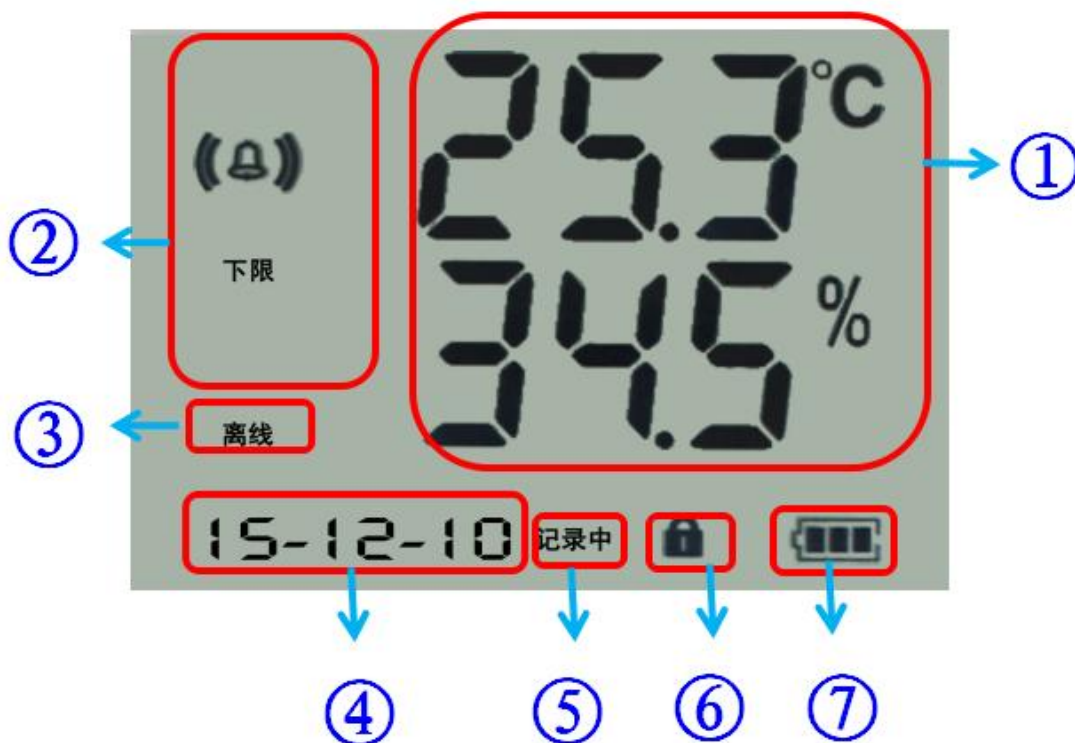 25.3℃
①
②
下限
34.5%
③
离线
15-12-10 记录中
④ ⑤ ⑥ ⑦